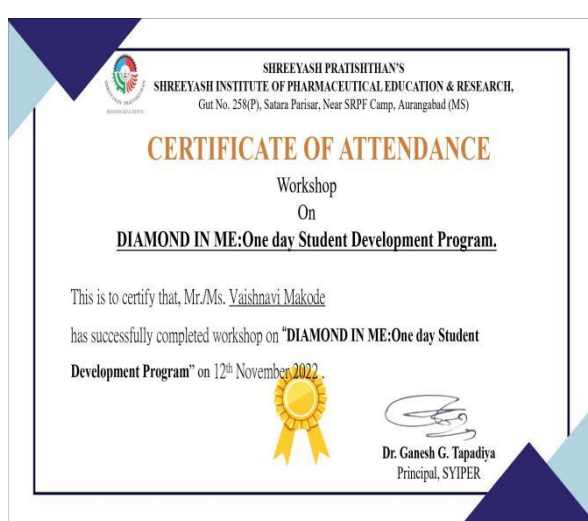 SHREEYASH PRATISHTHAN'S
SHREEYASH INSTITUTE OF PHARMACEUTICAL EDUCATION & RESEARCH,
Gut No. 258(P), Satara Parisar, Near SRPF Camp, Aurangabad (MS)
CERTIFICATE OF ATTENDANCE
Workshop
On
DIAMOND IN ME:One day Student Development Program.
This is to certify that, Mr./Ms. Vaishnavi Makode
has successfully completed workshop on "DIAMOND IN ME:One day Student
Development Program" on 12th November 2022 .
Dr. Ganesh G. Tapadiya
Principal, SYIPER